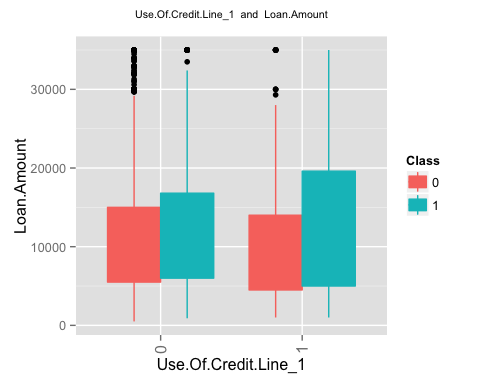 Use.Of.Credit.Line_1 and Loan.Amount
Loan.Amount
30000
20000
10000
0
0
1
Use.Of.Credit.Line_1
Class
0
1